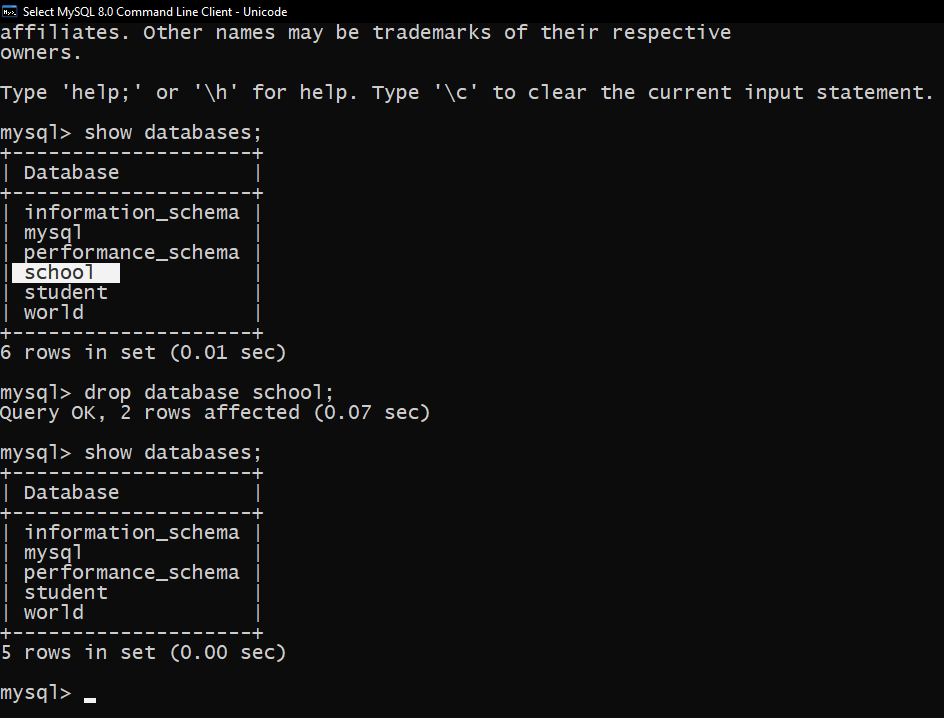 Select MySQL 8.0 Command Line Client - Unicode
affiliates. Other names may be trademarks of their respective
owners.
Type 'help;' or '\h' for help. Type '\c' to clear the current input statement.
mysql> show databases;
+--------------------+
| Database           |
+--------------------+
| information_schema |
| mysql              |
| performance_schema |
| school             |
| student            |
| world              |
+--------------------+
6 rows in set (0.01 sec)
mysql> drop database school;
Query OK, 2 rows affected (0.07 sec)
mysql> show databases;
+--------------------+
| Database           |
+--------------------+
| information_schema |
| mysql              |
| performance_schema |
| student            |
| world              |
+--------------------+
5 rows in set (0.00 sec)
mysql> _